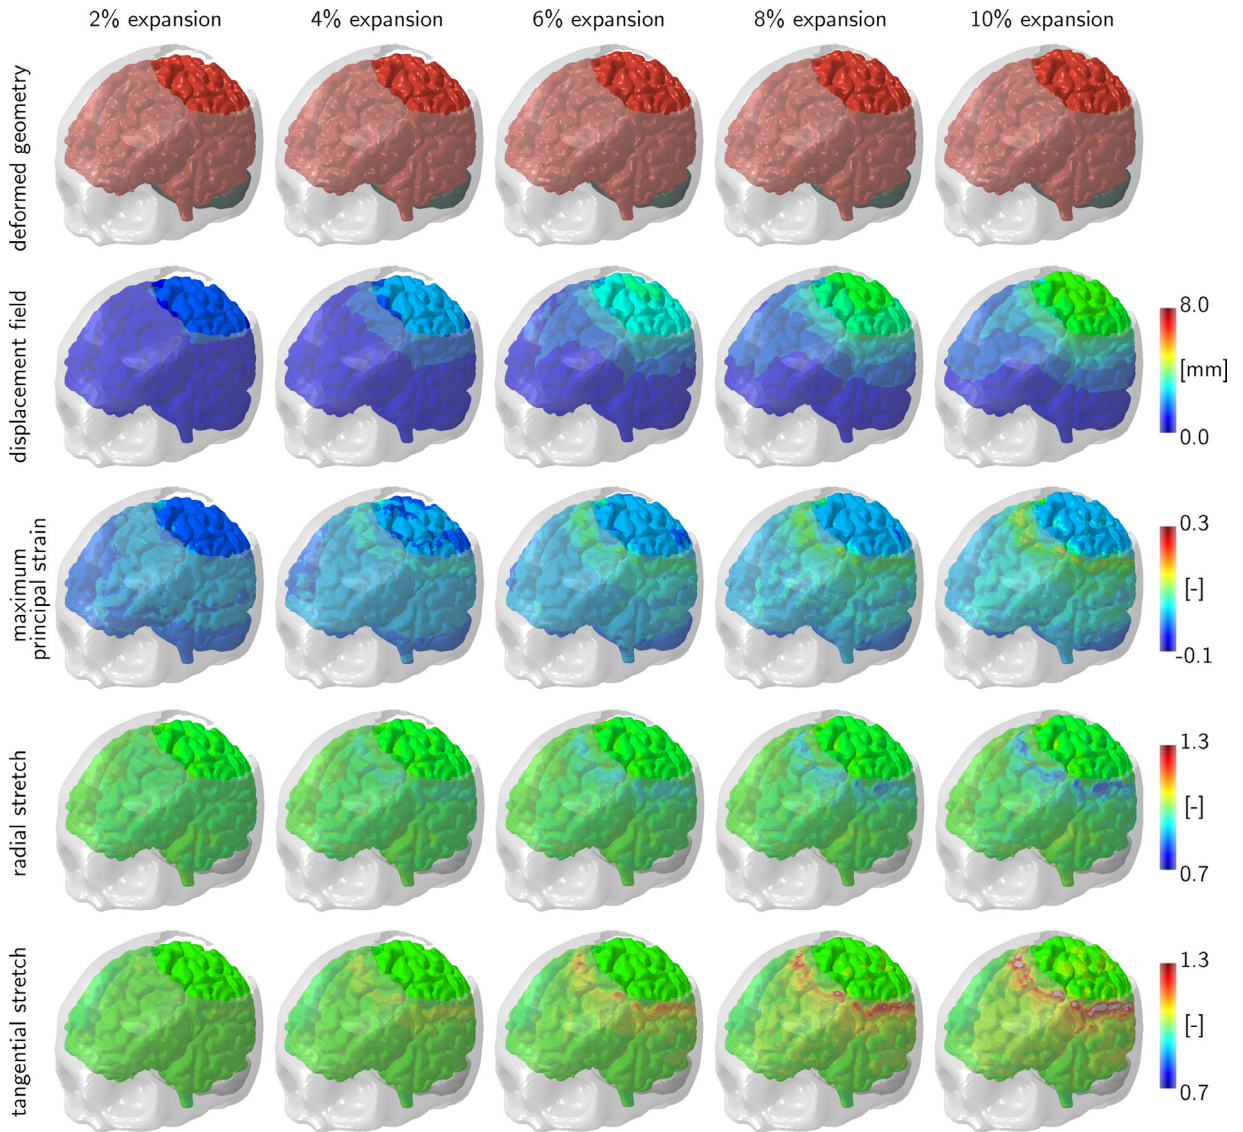 2% expansion 4% expansion 6% expansion 8% expansion 10% expansion
deformed geometry
displacement field
8.0
[mm]
0.0
maximum
principal strain
0.3
[-]
-0.1
radial stretch
1.3
[-]
0.7
tangential stretch
1.3
[-]
0.7